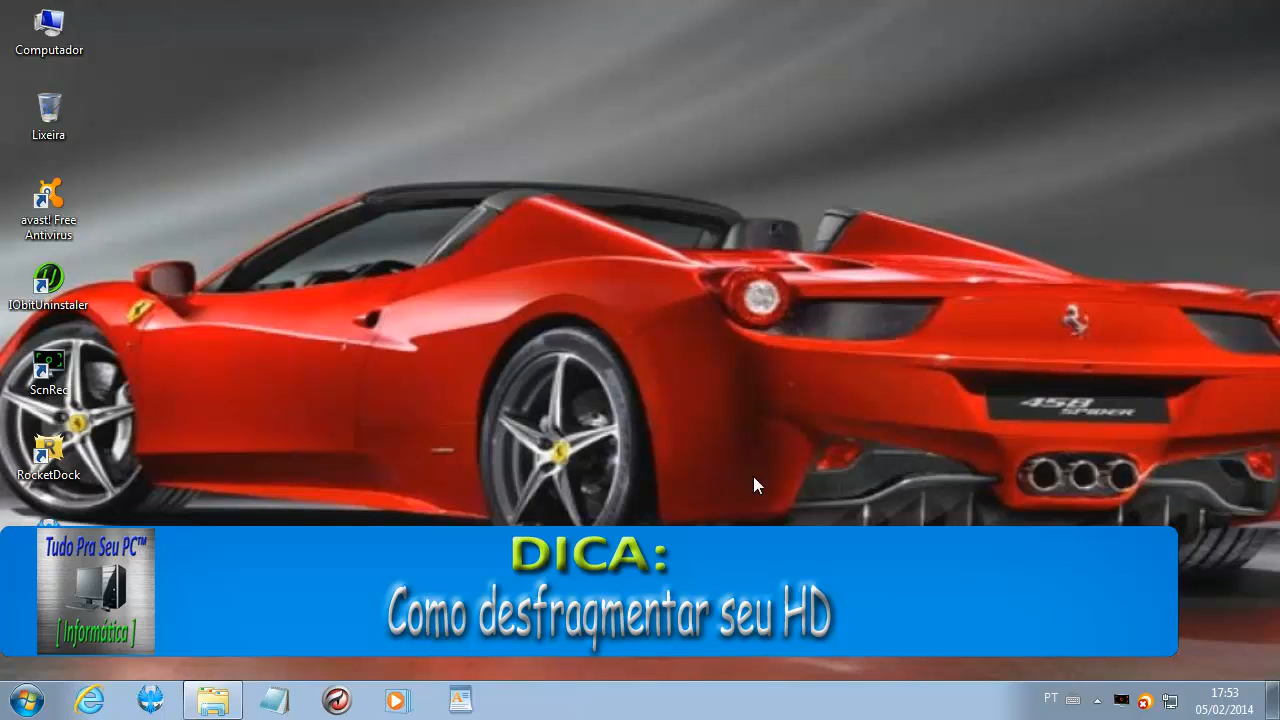 Computador
Lixeira
avast! Free
Antivirus
IObitUninstaler
ScnRec
RocketDock
458
SPIDER
DICA:
Como desfragmentar seu HD
Tudo Pra Seu PC™
[ Informática ]
PT
17:53
05/02/2014